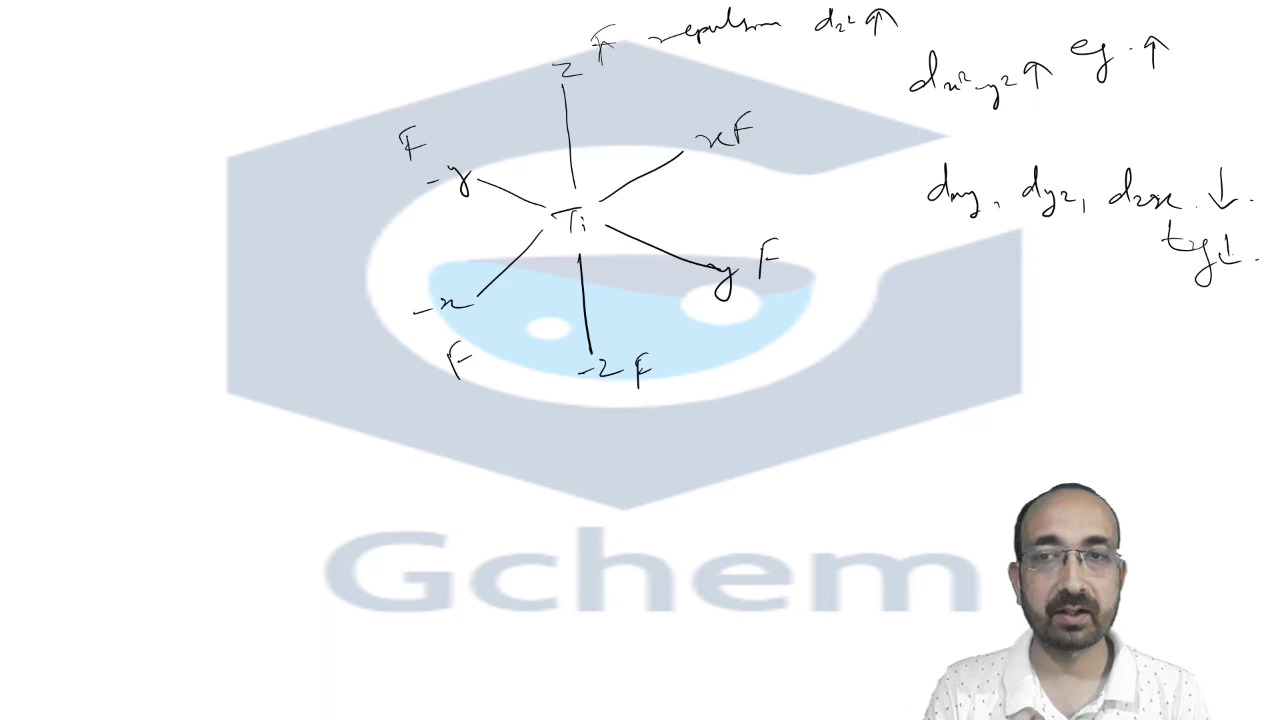 F repulsion dz² ↑
z
dx²-y² ↑ eg ↑
F xF
-y
dxy, dyz, dzx ↓.
Ti
t2g ↓.
y F
-x
F -z F
Gchem